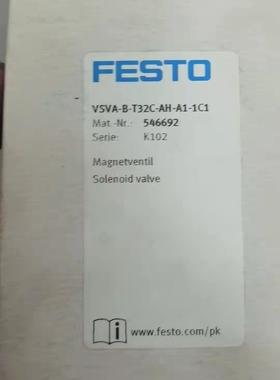 FESTO
VSVA-B-T32C-AH-A1-1C1
Mat.-Nr.: 546692
Serie: K102
Magnetventil
Solenoid valve
i www.festo.com/pk